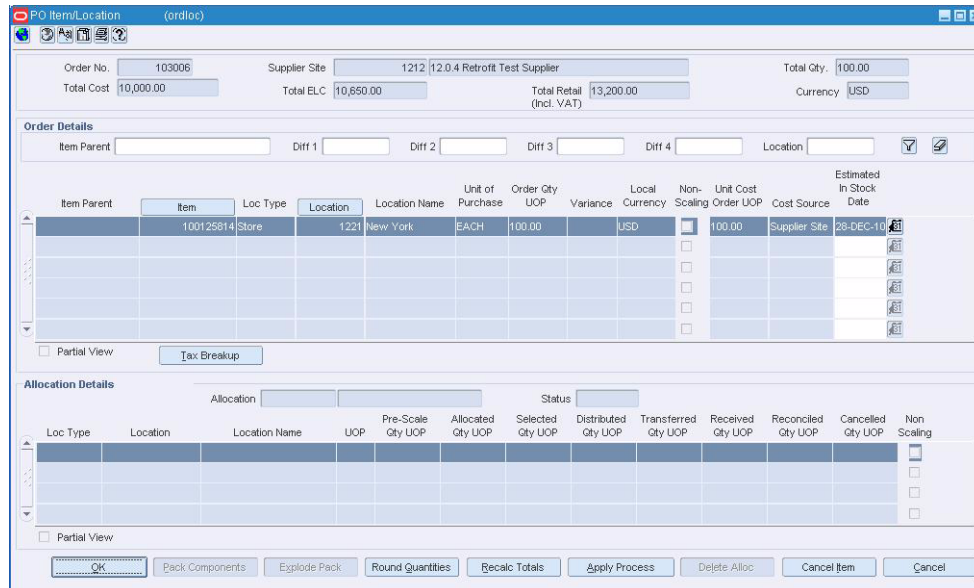 PO Item/Location (ordloc)
Order No. 103006 Supplier Site 1212 12.0.4 Retrofit Test Supplier Total Qty. 100.00
Total Cost 10,000.00 Total ELC 10,650.00 Total Retail (Incl. VAT) 13,200.00 Currency USD
Order Details
Item Parent Diff 1 Diff 2 Diff 3 Diff 4 Location
Item Parent Item Loc Type Location Location Name Unit of Purchase Order Qty UOP Variance Local Currency Non-Scaling Unit Cost Order UOP Cost Source Estimated In Stock Date
100125814 Store 1221 New York EACH 100.00 USD 100.00 Supplier Site 28-DEC-10
Partial View Tax Breakup
Allocation Details
Allocation Status
Loc Type Location Location Name UOP Pre-Scale Qty UOP Allocated Qty UOP Selected Qty UOP Distributed Qty UOP Transferred Qty UOP Received Qty UOP Reconciled Qty UOP Cancelled Qty UOP Non Scaling
Partial View
OK Pack Components Explode Pack Round Quantities Recalc Totals Apply Process Delete Alloc Cancel Item Cancel